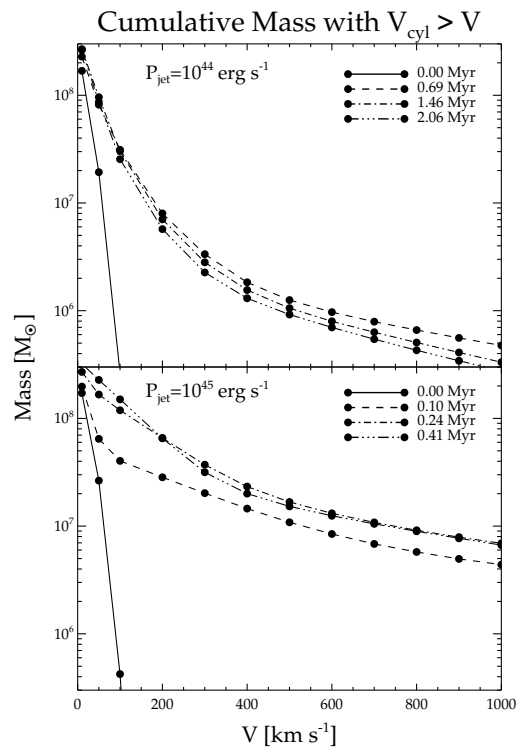 Cumulative Mass with V_cyl > V
P_jet=10^44 erg s^-1
0.00 Myr
0.69 Myr
1.46 Myr
2.06 Myr
10^8
10^7
10^6
Mass [M_⊙]
P_jet=10^45 erg s^-1
0.00 Myr
0.10 Myr
0.24 Myr
0.41 Myr
10^8
10^7
10^6
0 200 400 600 800 1000
V [km s^-1]